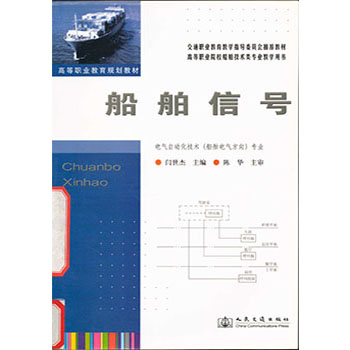 交通职业教育教学指导委员会推荐教材
高等职业院校船舶技术类专业教学用书
高等职业教育规划教材
船舶信号
电气自动化技术（船舶电气方向）专业
闫世杰 主编 陈华 主审
Chuanbo
Xinhao
人民交通出版社
China Communications Press